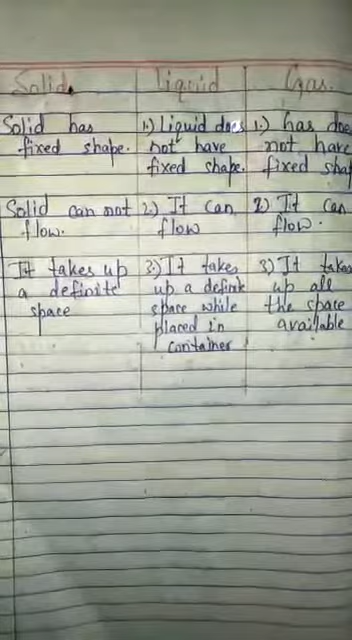 Solid. Liquid Gas.
Solid has
fixed shape.
1.) Liquid does
not have
fixed shape.
1.) Gas does
not have
fixed shap
Solid can not
flow.
2.) It can
flow
2) It can
flow.
It takes up
a definite
space
3.) It takes
up a definite
space while
placed in
container
3) It takes
up all
the space
available